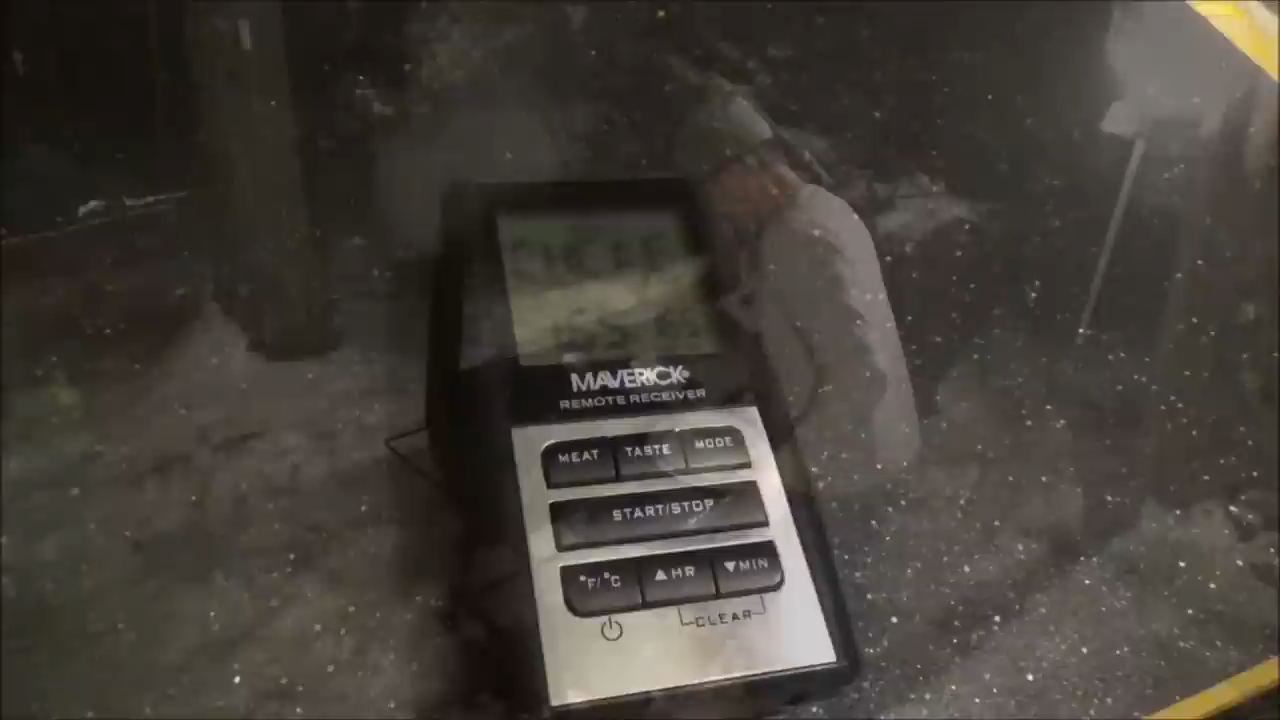 MAVERICK
REMOTE RECEIVER
MEAT TASTE MODE
START/STOP
°F/°C ▲HR ▼MIN
CLEAR